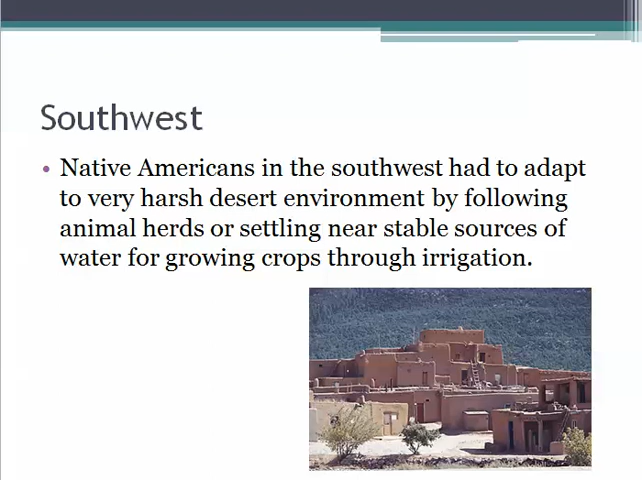 Southwest
• Native Americans in the southwest had to adapt
to very harsh desert environment by following
animal herds or settling near stable sources of
water for growing crops through irrigation.